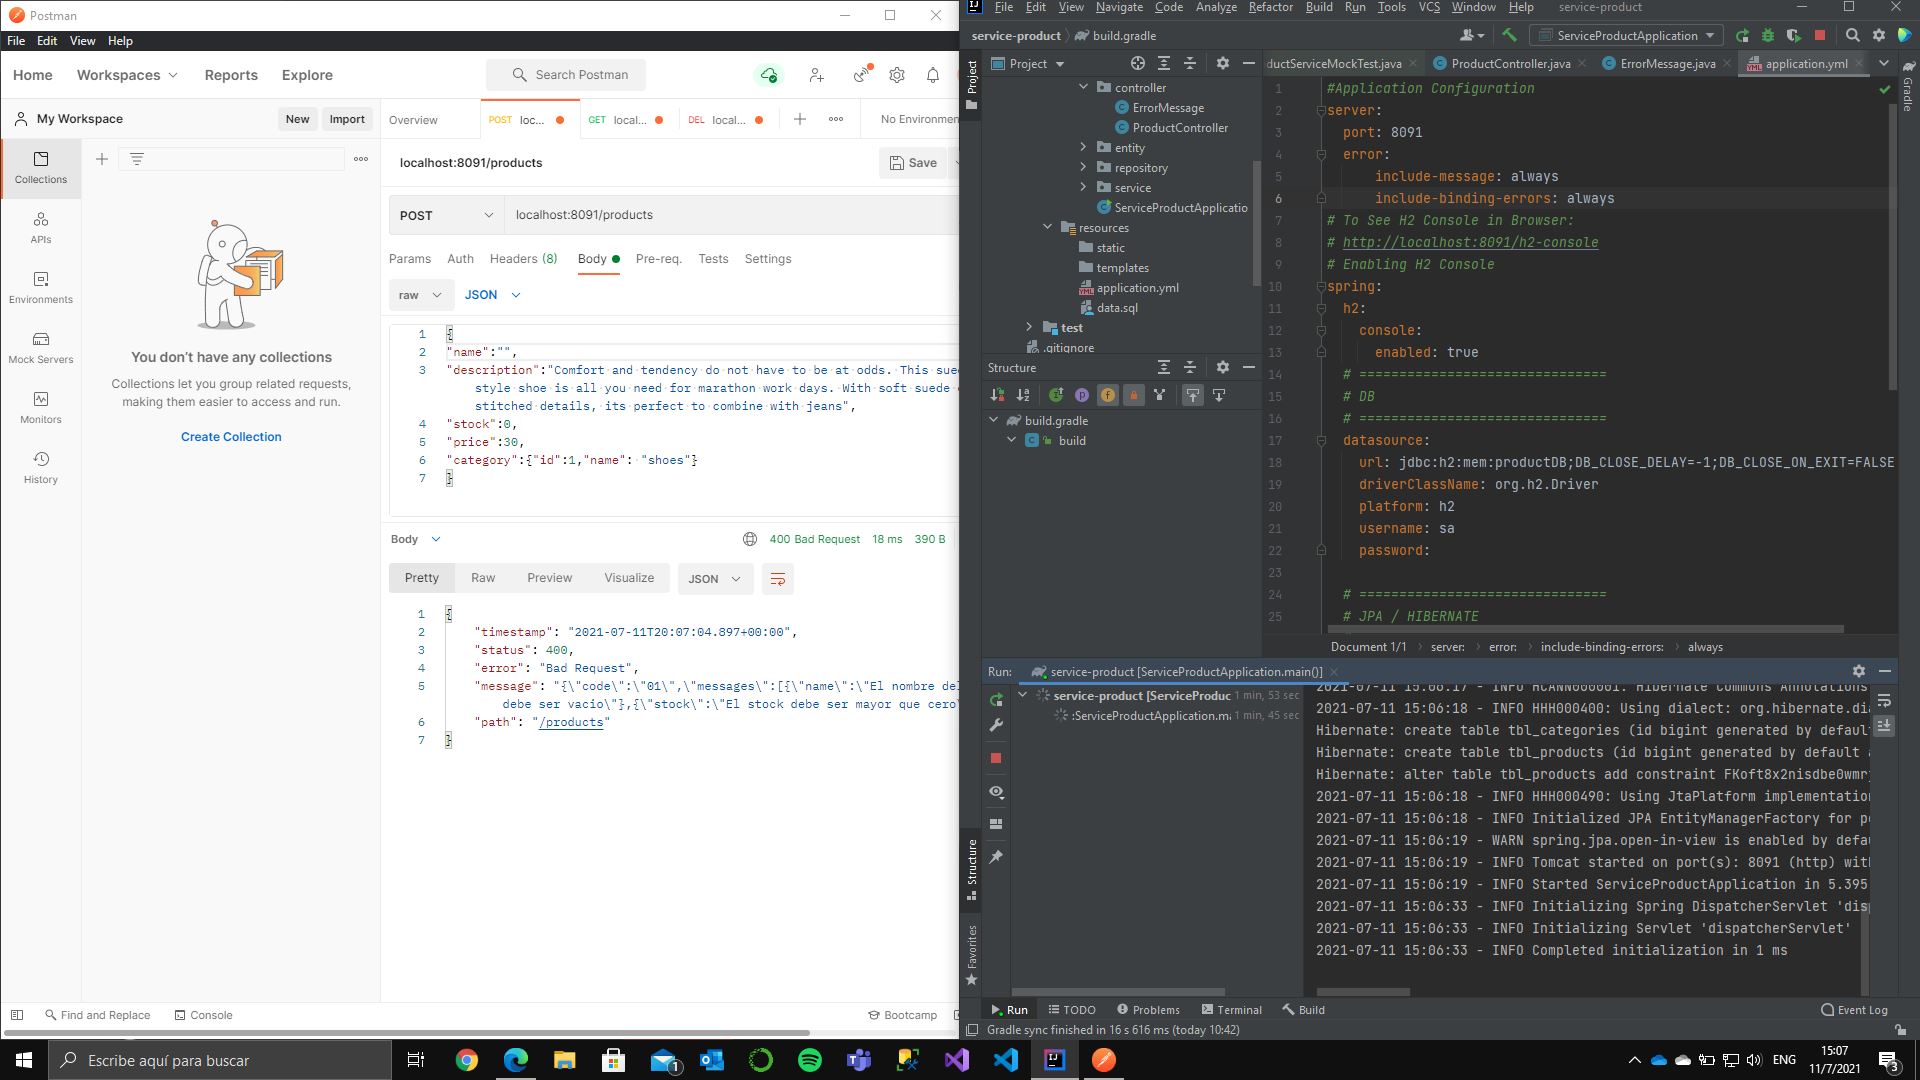 Postman
File Edit View Help
Home Workspaces Reports Explore
Search Postman
My Workspace
New Import
Overview
POST loc...
GET local...
DEL local...
No Environmen
Collections
APIs
Environments
Mock Servers
Monitors
History
You don't have any collections
Collections let you group related requests,
making them easier to access and run.
Create Collection
localhost:8091/products
Save
POST
localhost:8091/products
Params Auth Headers (8) Body Pre-req. Tests Settings
raw JSON
1 {
2 "name":"",
3 "description":"Comfort and tendency do not have to be at odds. This sue
style shoe is all you need for marathon work days. With soft suede
stitched details, its perfect to combine with jeans",
4 "stock":0,
5 "price":30,
6 "category":{"id":1,"name": "shoes"}
7 }
Body
400 Bad Request 18 ms 390 B
Pretty Raw Preview Visualize JSON
1 {
2 "timestamp": "2021-07-11T20:07:04.897+00:00",
3 "status": 400,
4 "error": "Bad Request",
5 "message": "{\"code\":\"01\",\"messages\":[{\"name\":\"El nombre del
debe ser vacio\"},{\"stock\":\"El stock debe ser mayor que cero\
6 "path": "/products"
7 }
Find and Replace Console
Bootcamp
File Edit View Navigate Code Analyze Refactor Build Run Tools VCS Window Help service-product
service-product build.gradle
ServiceProductApplication
Project
Project
ductServiceMockTest.java ProductController.java ErrorMessage.java application.yml
Gradle
controller
ErrorMessage
ProductController
entity
repository
service
ServiceProductApplicatio
resources
static
templates
application.yml
data.sql
test
.gitignore
Structure
build.gradle
build
1 #Application Configuration
2 server:
3 port: 8091
4 error:
5 include-message: always
6 include-binding-errors: always
7 # To See H2 Console in Browser:
8 # http://localhost:8091/h2-console
9 # Enabling H2 Console
10 spring:
11 h2:
12 console:
13 enabled: true
14 # ===============================
15 # DB
16 # ===============================
17 datasource:
18 url: jdbc:h2:mem:productDB;DB_CLOSE_DELAY=-1;DB_CLOSE_ON_EXIT=FALSE
19 driverClassName: org.h2.Driver
20 platform: h2
21 username: sa
22 password:
23
24 # ===============================
25 # JPA / HIBERNATE
Document 1/1 server: error: include-binding-errors: always
Run: service-product [ServiceProductApplication.main()]
service-product [ServiceProduc 1 min, 53 sec
:ServiceProductApplication.m 1 min, 45 sec
2021-07-11 15:06:17 - INFO HCANN000001: Hibernate Commons Annotations
2021-07-11 15:06:18 - INFO HHH000400: Using dialect: org.hibernate.dia
Hibernate: create table tbl_categories (id bigint generated by default
Hibernate: create table tbl_products (id bigint generated by default a
Hibernate: alter table tbl_products add constraint FKoft8x2nisdbe0wmr
2021-07-11 15:06:18 - INFO HHH000490: Using JtaPlatform implementation
2021-07-11 15:06:18 - INFO Initialized JPA EntityManagerFactory for pe
2021-07-11 15:06:19 - WARN spring.jpa.open-in-view is enabled by defau
2021-07-11 15:06:19 - INFO Tomcat started on port(s): 8091 (http) with
2021-07-11 15:06:19 - INFO Started ServiceProductApplication in 5.395
2021-07-11 15:06:33 - INFO Initializing Spring DispatcherServlet 'disp
2021-07-11 15:06:33 - INFO Initializing Servlet 'dispatcherServlet'
2021-07-11 15:06:33 - INFO Completed initialization in 1 ms
Structure
Favorites
Run TODO Problems Terminal Build
Event Log
Gradle sync finished in 16 s 616 ms (today 10:42)
Escribe aquí para buscar
1
ENG
15:07
11/7/2021
3